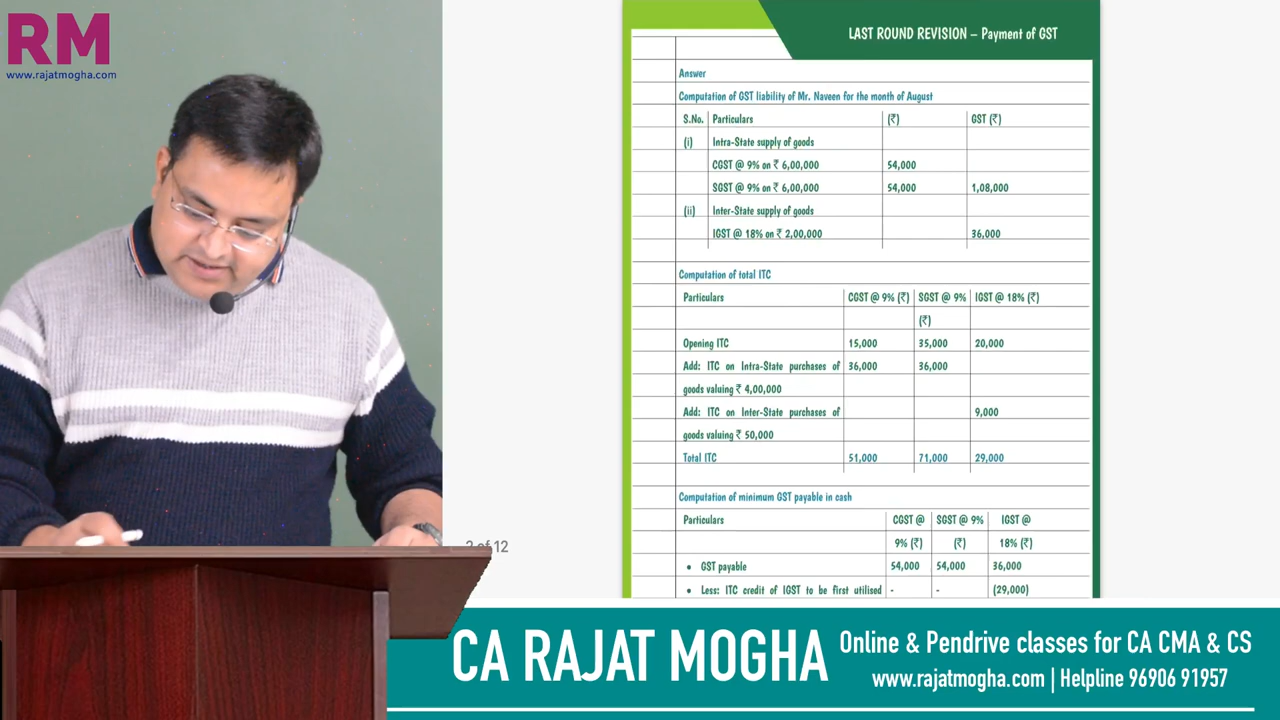 RM
www.rajatmogha.com
LAST ROUND REVISION – Payment of GST
Answer
Computation of GST liability of Mr. Naveen for the month of August
S.No. Particulars (₹) GST (₹)
(i) Intra-State supply of goods
CGST @ 9% on ₹ 6,00,000 54,000
SGST @ 9% on ₹ 6,00,000 54,000 1,08,000
(ii) Inter-State supply of goods
IGST @ 18% on ₹ 2,00,000 36,000
Computation of total ITC
Particulars CGST @ 9% (₹) SGST @ 9% IGST @ 18% (₹)
(₹)
Opening ITC 15,000 35,000 20,000
Add: ITC on Intra-State purchases of 36,000 36,000
goods valuing ₹ 4,00,000
Add: ITC on Inter-State purchases of 9,000
goods valuing ₹ 50,000
Total ITC 51,000 71,000 29,000
Computation of minimum GST payable in cash
Particulars CGST @ SGST @ 9% IGST @
9% (₹) (₹) 18% (₹)
• GST payable 54,000 54,000 36,000
• Less: ITC credit of IGST to be first utilised - - (29,000)
2 of 12
CA RAJAT MOGHA
Online & Pendrive classes for CA CMA & CS
www.rajatmogha.com | Helpline 96906 91957